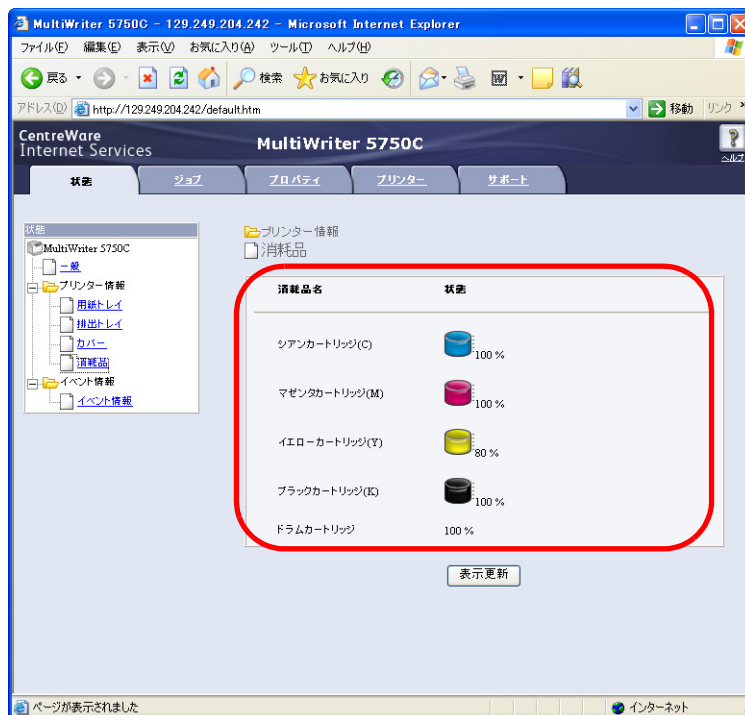 MultiWriter 5750C - 129.249.204.242 - Microsoft Internet Explorer
ファイル(F) 編集(E) 表示(V) お気に入り(A) ツール(T) ヘルプ(H)
戻る 検索 お気に入り
アドレス(D) http://129.249.204.242/default.htm 移動 リンク »
CentreWare
Internet Services
MultiWriter 5750C
?
ヘルプ
状態 ジョブ プロパティ プリンター サポート
状態
MultiWriter 5750C
一般
プリンター情報
用紙トレイ
排出トレイ
カバー
消耗品
イベント情報
イベント情報
プリンター情報
消耗品
消耗品名 状態
シアンカートリッジ(C) 100 %
マゼンタカートリッジ(M) 100 %
イエローカートリッジ(Y) 80 %
ブラックカートリッジ(K) 100 %
ドラムカートリッジ 100 %
表示更新
ページが表示されました インターネット